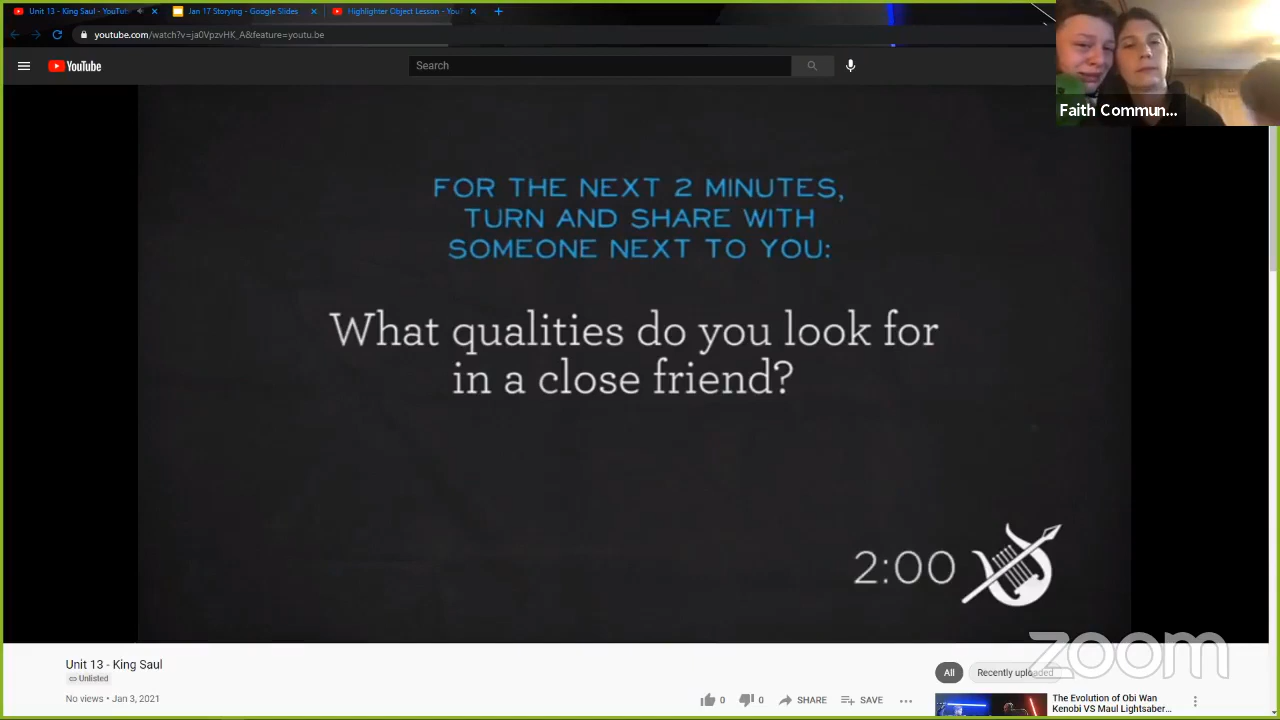 Unit 13 - King Saul - YouTu
Jan 17 Storying - Google Slides
Highlighter Object Lesson - You
youtube.com/watch?v=ja0VpzvHK_A&feature=youtu.be
YouTube
Search
Faith Commun...
FOR THE NEXT 2 MINUTES,
TURN AND SHARE WITH
SOMEONE NEXT TO YOU:
What qualities do you look for
in a close friend?
2:00
zoom
Unit 13 - King Saul
Unlisted
No views • Jan 3, 2021
0
0
SHARE
SAVE
All
Recently uploaded
The Evolution of Obi Wan
Kenobi VS Maul Lightsaber...